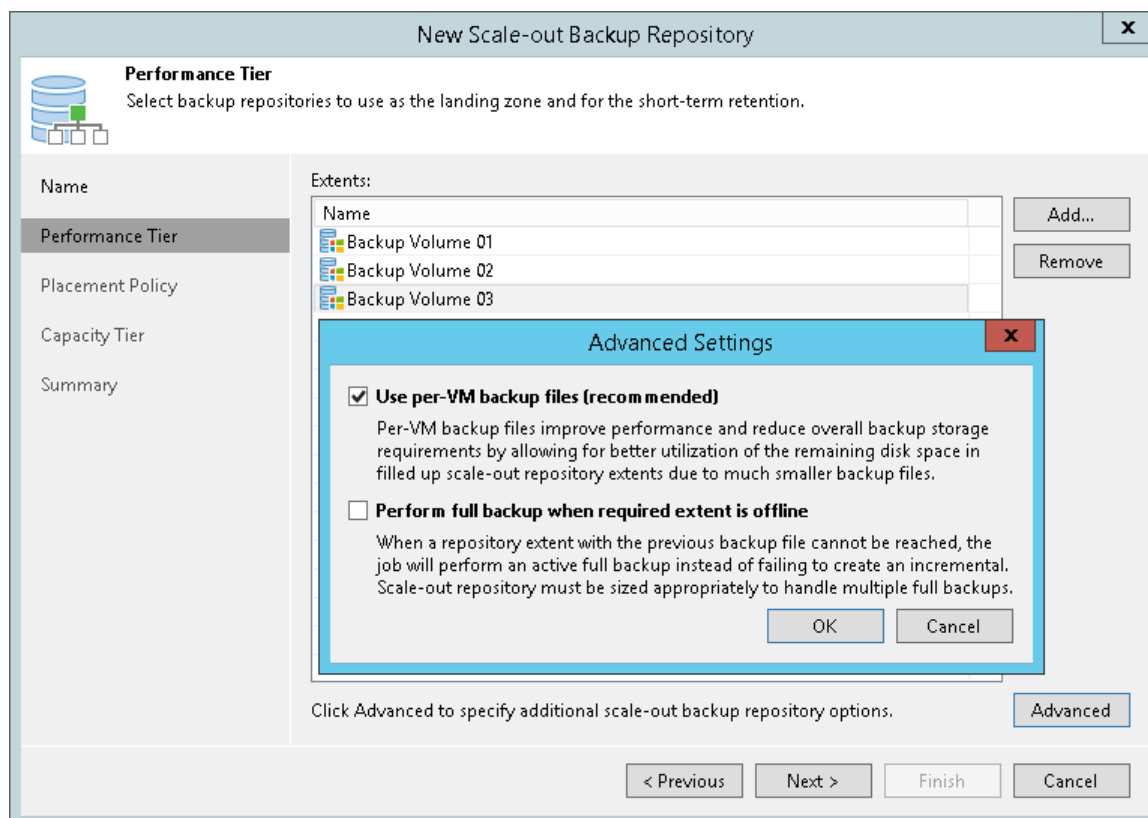 New Scale-out Backup Repository
x
Performance Tier
Select backup repositories to use as the landing zone and for the short-term retention.
Name
Performance Tier
Placement Policy
Capacity Tier
Summary
Extents:
Name
Backup Volume 01
Backup Volume 02
Backup Volume 03
Add...
Remove
Advanced Settings
x
Use per-VM backup files (recommended)
Per-VM backup files improve performance and reduce overall backup storage
requirements by allowing for better utilization of the remaining disk space in
filled up scale-out repository extents due to much smaller backup files.
Perform full backup when required extent is offline
When a repository extent with the previous backup file cannot be reached, the
job will perform an active full backup instead of failing to create an incremental.
Scale-out repository must be sized appropriately to handle multiple full backups.
OK
Cancel
Click Advanced to specify additional scale-out backup repository options.
Advanced
< Previous
Next >
Finish
Cancel